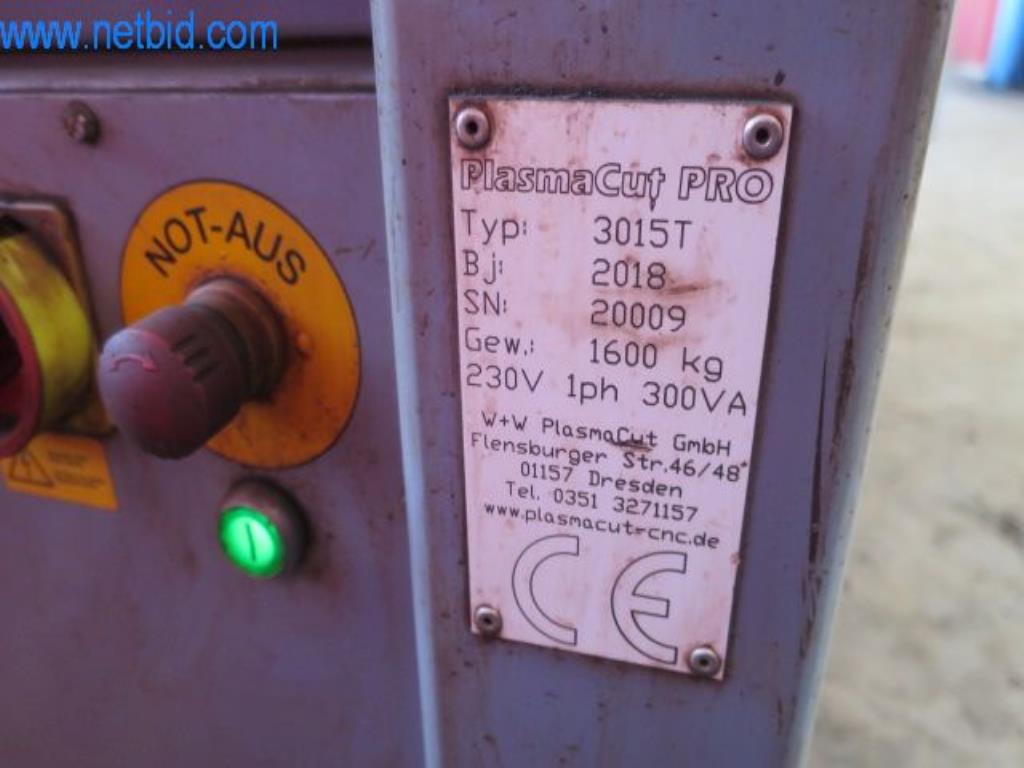 www.netbid.com
NOT-AUS
PlasmaCut PRO
Typ: 3015T
Bj: 2018
SN: 20009
Gew.: 1600 kg
230V 1ph 300VA
W+W PlasmaCut GmbH
Flensburger Str.46/48
01157 Dresden
Tel. 0351 3271157
www.plasmacut-cnc.de
CE